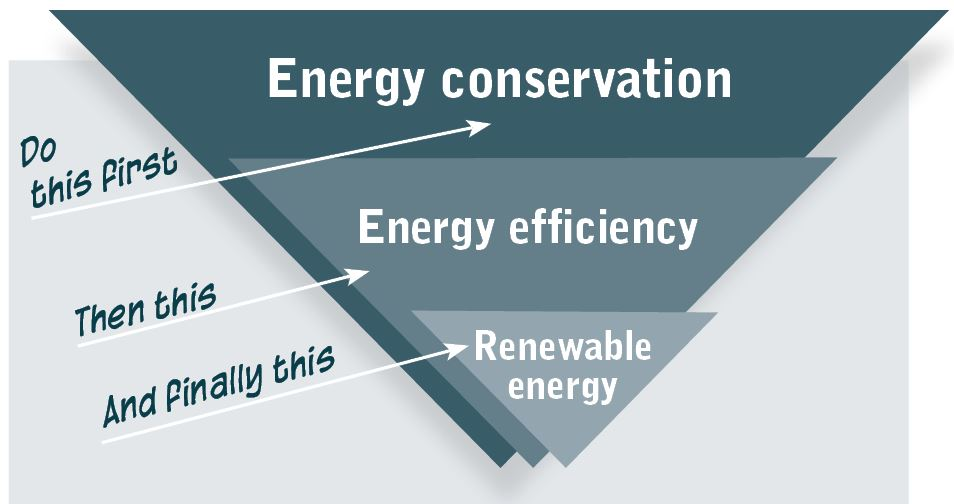 Energy conservation
Do
this first
Energy efficiency
Then this
Renewable
energy
And finally this